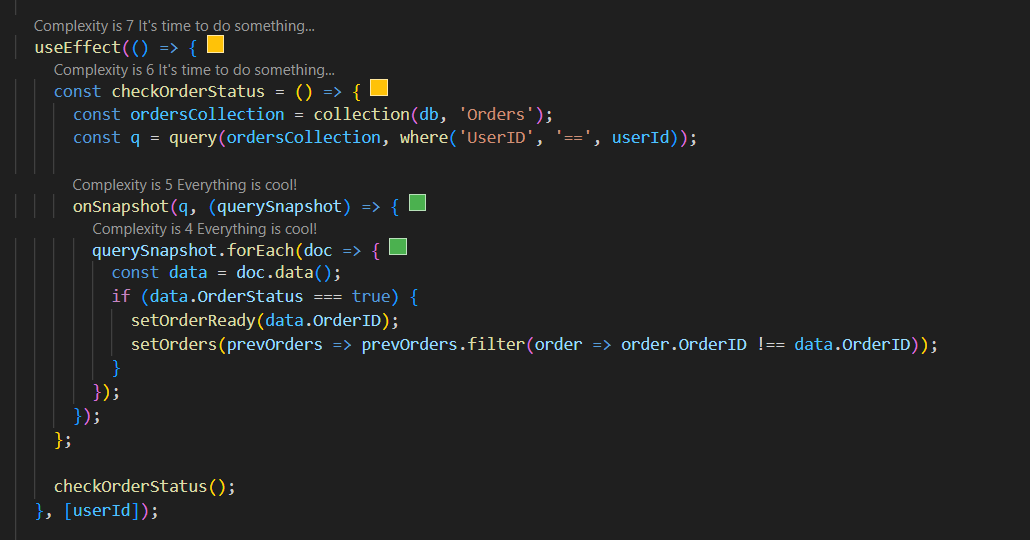 Complexity is 7 It's time to do something...
useEffect(() => {
Complexity is 6 It's time to do something...
const checkOrderStatus = () => {
const ordersCollection = collection(db, 'Orders');
const q = query(ordersCollection, where('UserID', '==', userId));
Complexity is 5 Everything is cool!
onSnapshot(q, (querySnapshot) => {
Complexity is 4 Everything is cool!
querySnapshot.forEach(doc => {
const data = doc.data();
if (data.OrderStatus === true) {
setOrderReady(data.OrderID);
setOrders(prevOrders => prevOrders.filter(order => order.OrderID !== data.OrderID));
}
});
});
};
checkOrderStatus();
}, [userId]);